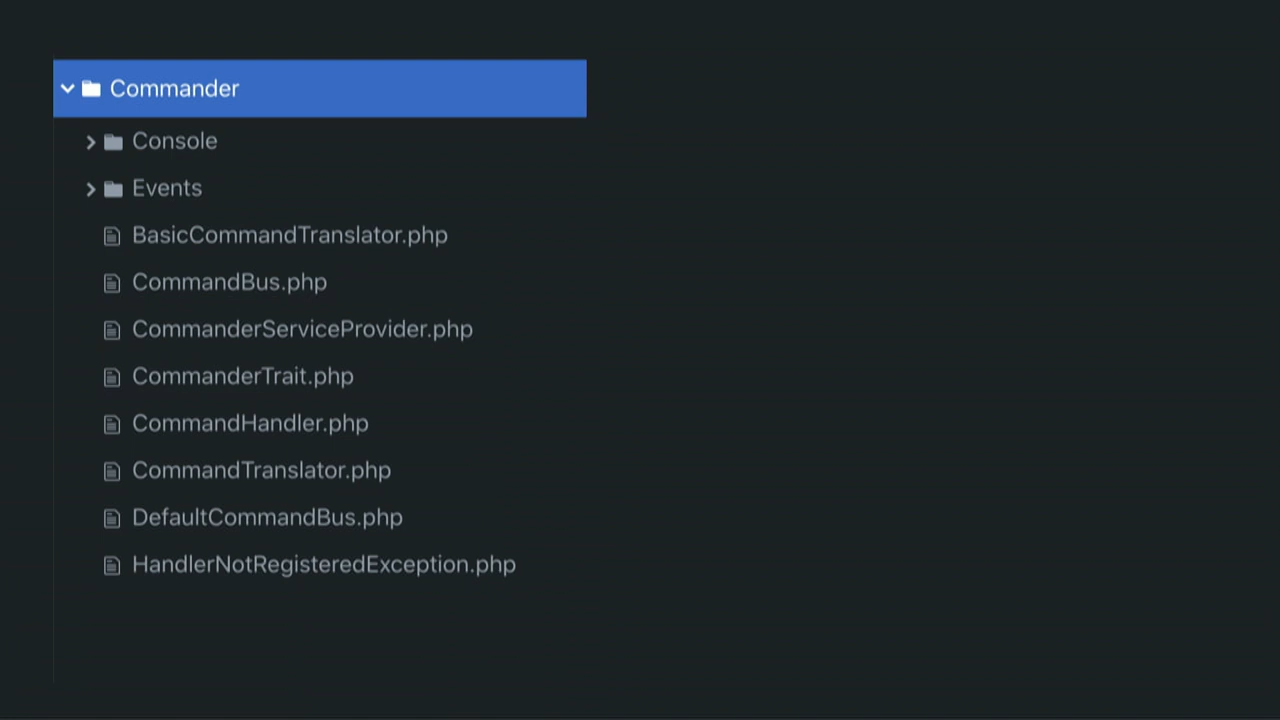 Commander
Console
Events
BasicCommandTranslator.php
CommandBus.php
CommanderServiceProvider.php
CommanderTrait.php
CommandHandler.php
CommandTranslator.php
DefaultCommandBus.php
HandlerNotRegisteredException.php